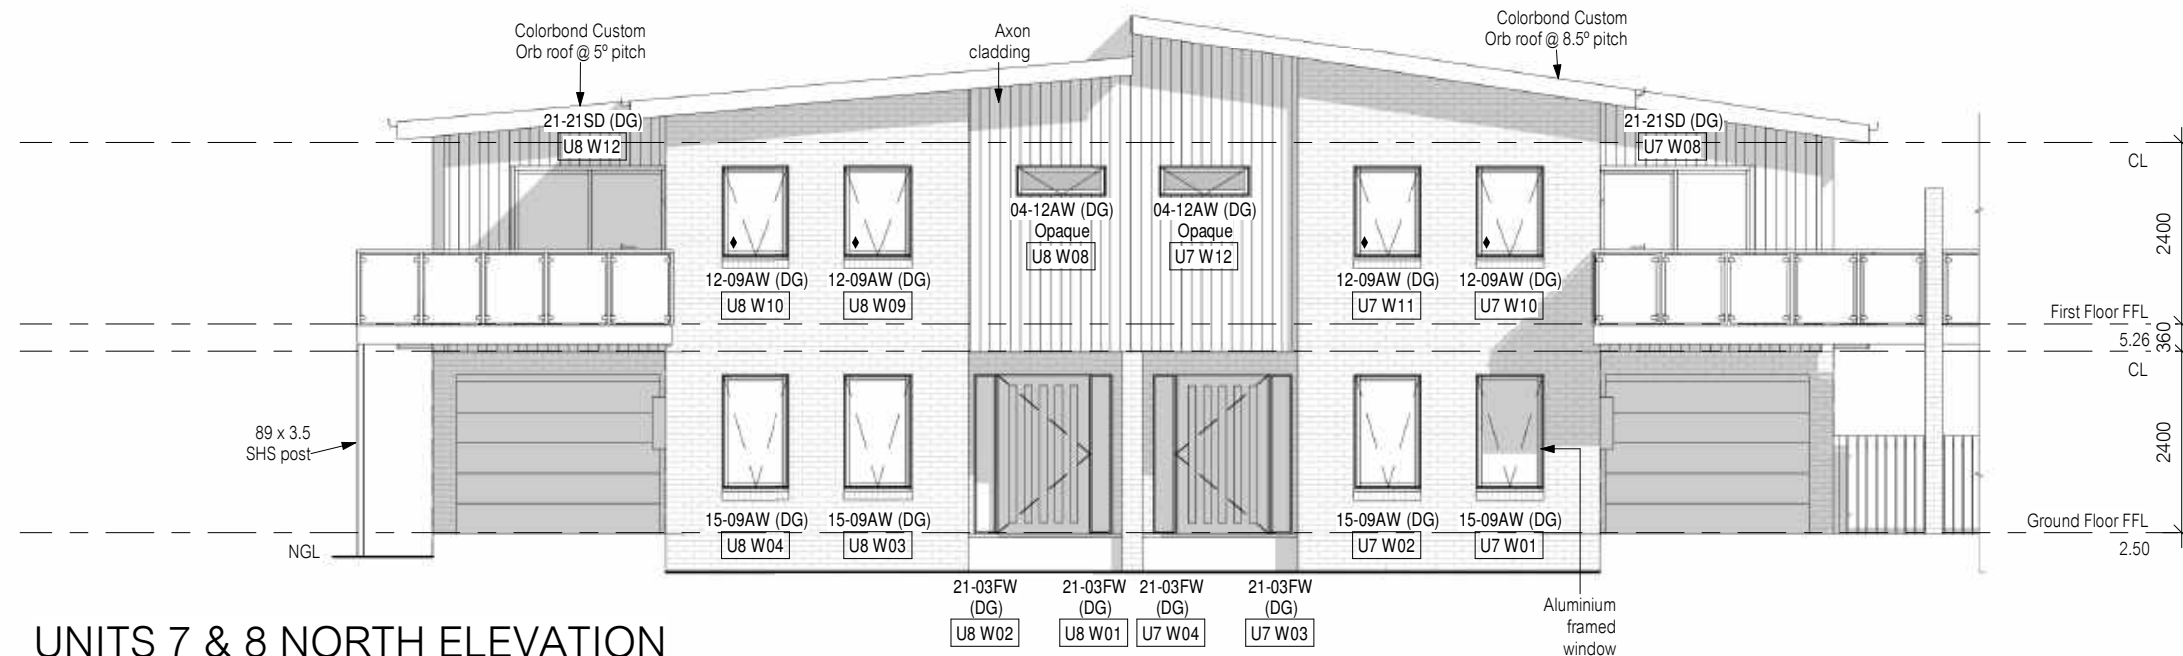 Colorbond Custom
Orb roof @ 5º pitch
Axon
cladding
Colorbond Custom
Orb roof @ 8.5º pitch
21-21SD (DG)
U8 W12
21-21SD (DG)
U7 W08
CL
2400
04-12AW (DG)
Opaque
U8 W08
04-12AW (DG)
Opaque
U7 W12
12-09AW (DG)
U8 W10
12-09AW (DG)
U8 W09
12-09AW (DG)
U7 W11
12-09AW (DG)
U7 W10
First Floor FFL
5.26
360
CL
2400
89 x 3.5
SHS post
15-09AW (DG)
U8 W04
15-09AW (DG)
U8 W03
15-09AW (DG)
U7 W02
15-09AW (DG)
U7 W01
Ground Floor FFL
2.50
NGL
21-03FW
(DG)
U8 W02
21-03FW
(DG)
U8 W01
21-03FW
(DG)
U7 W04
21-03FW
(DG)
U7 W03
Aluminium
framed
window
UNITS 7 & 8 NORTH ELEVATION